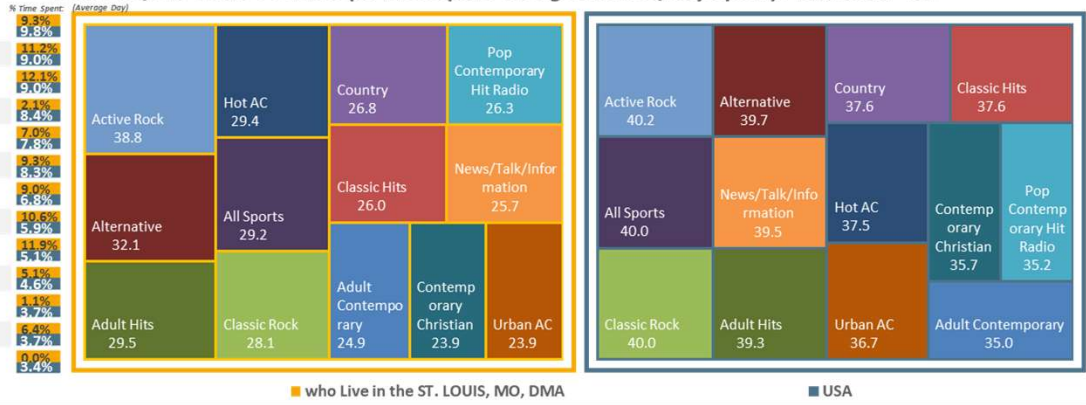 % Time Spent: (Average Day)
9.3%
9.8%
11.2%
9.0%
12.1%
9.0%
2.1%
8.4%
7.0%
7.8%
9.3%
8.3%
9.0%
6.8%
10.6%
5.9%
11.9%
5.1%
5.1%
4.6%
1.1%
3.7%
6.4%
3.7%
0.0%
3.4%
Active Rock
38.8
Alternative
32.1
Adult Hits
29.5
Hot AC
29.4
All Sports
29.2
Classic Rock
28.1
Country
26.8
Pop
Contemporary
Hit Radio
26.3
Classic Hits
26.0
News/Talk/Infor
mation
25.7
Adult
Contempo
rary
24.9
Contemp
orary
Christian
23.9
Urban AC
23.9
Active Rock
40.2
All Sports
40.0
Classic Rock
40.0
Alternative
39.7
News/Talk/Info
rmation
39.5
Adult Hits
39.3
Country
37.6
Classic Hits
37.6
Hot AC
37.5
Urban AC
36.7
Contemp
orary
Christian
35.7
Pop
Contemp
orary Hit
Radio
35.2
Adult Contemporary
35.0
who Live in the ST. LOUIS, MO, DMA
USA